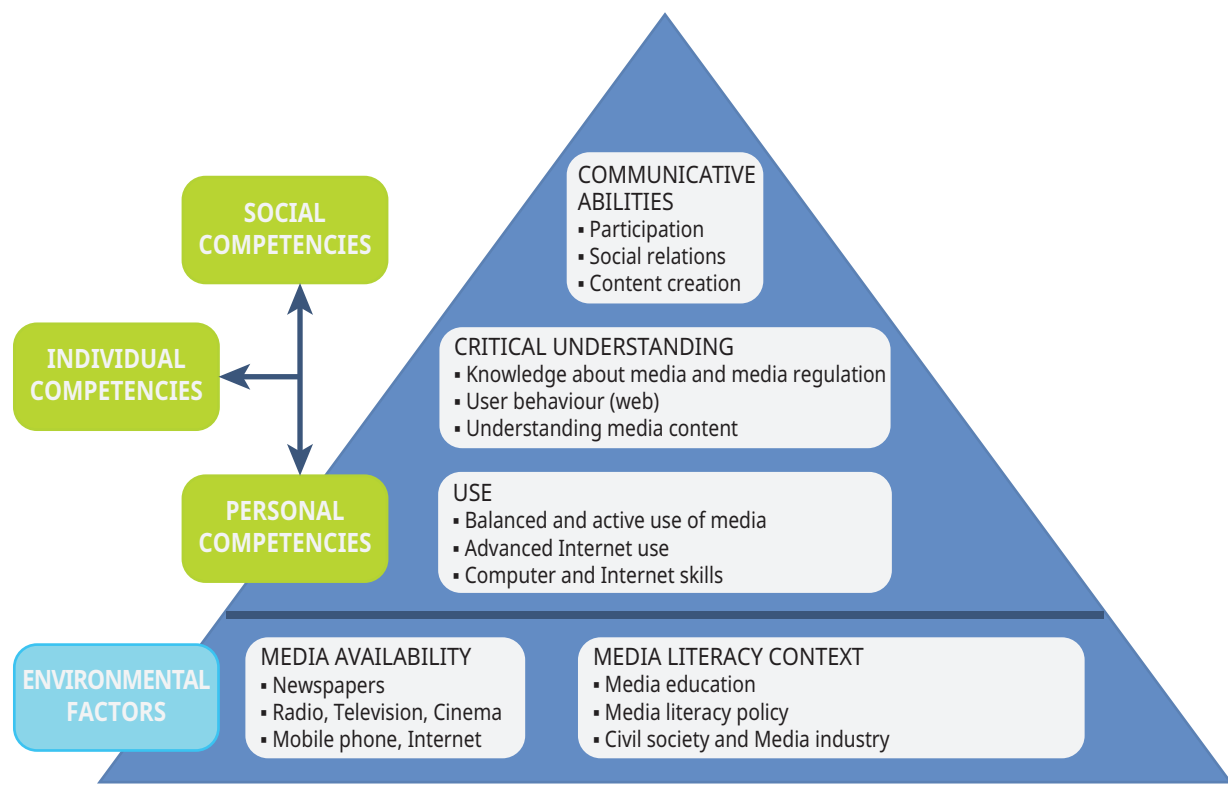 COMMUNICATIVE
ABILITIES
▪ Participation
▪ Social relations
▪ Content creation
SOCIAL
COMPETENCIES
INDIVIDUAL
COMPETENCIES
CRITICAL UNDERSTANDING
▪ Knowledge about media and media regulation
▪ User behaviour (web)
▪ Understanding media content
PERSONAL
COMPETENCIES
USE
▪ Balanced and active use of media
▪ Advanced Internet use
▪ Computer and Internet skills
ENVIRONMENTAL
FACTORS
MEDIA AVAILABILITY
▪ Newspapers
▪ Radio, Television, Cinema
▪ Mobile phone, Internet
MEDIA LITERACY CONTEXT
▪ Media education
▪ Media literacy policy
▪ Civil society and Media industry